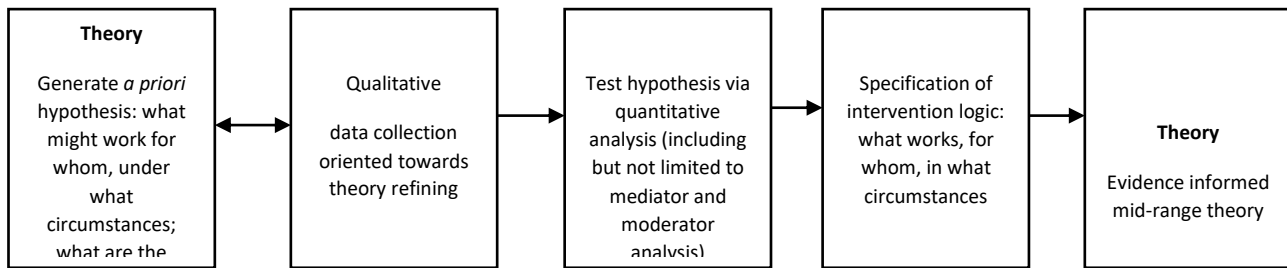 Theory
Generate a priori
hypothesis: what
might work for
whom, under
what
circumstances;
what are the
Qualitative
data collection
oriented towards
theory refining
Test hypothesis via
quantitative
analysis (including
but not limited to
mediator and
moderator
analysis)
Specification of
intervention logic:
what works, for
whom, in what
circumstances
Theory
Evidence informed
mid-range theory